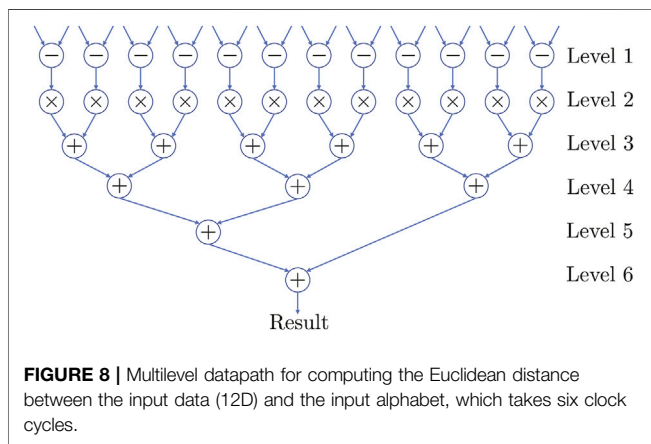 − − − − − − − − − − − − Level 1
× × × × × × × × × × × × Level 2
+ + + + + + Level 3
+ + + Level 4
+ Level 5
+ Level 6
Result
FIGURE 8 | Multilevel datapath for computing the Euclidean distance
between the input data (12D) and the input alphabet, which takes six clock
cycles.